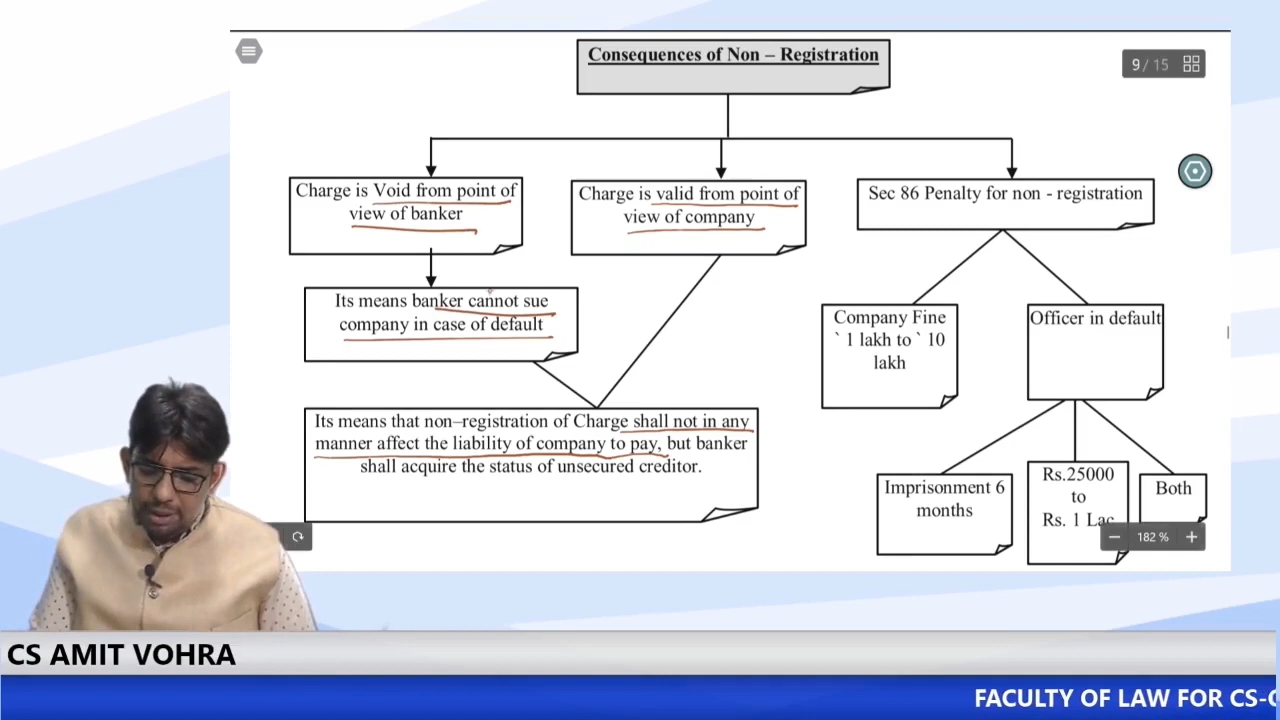 Consequences of Non – Registration
9 / 15
Charge is Void from point of
view of banker
Charge is valid from point of
view of company
Sec 86 Penalty for non - registration
Its means banker cannot sue
company in case of default
Company Fine
` 1 lakh to ` 10
lakh
Officer in default
Its means that non–registration of Charge shall not in any
manner affect the liability of company to pay, but banker
shall acquire the status of unsecured creditor.
Imprisonment 6
months
Rs.25000
to
Rs. 1 Lac
Both
182 %
CS AMIT VOHRA
FACULTY OF LAW FOR CS-